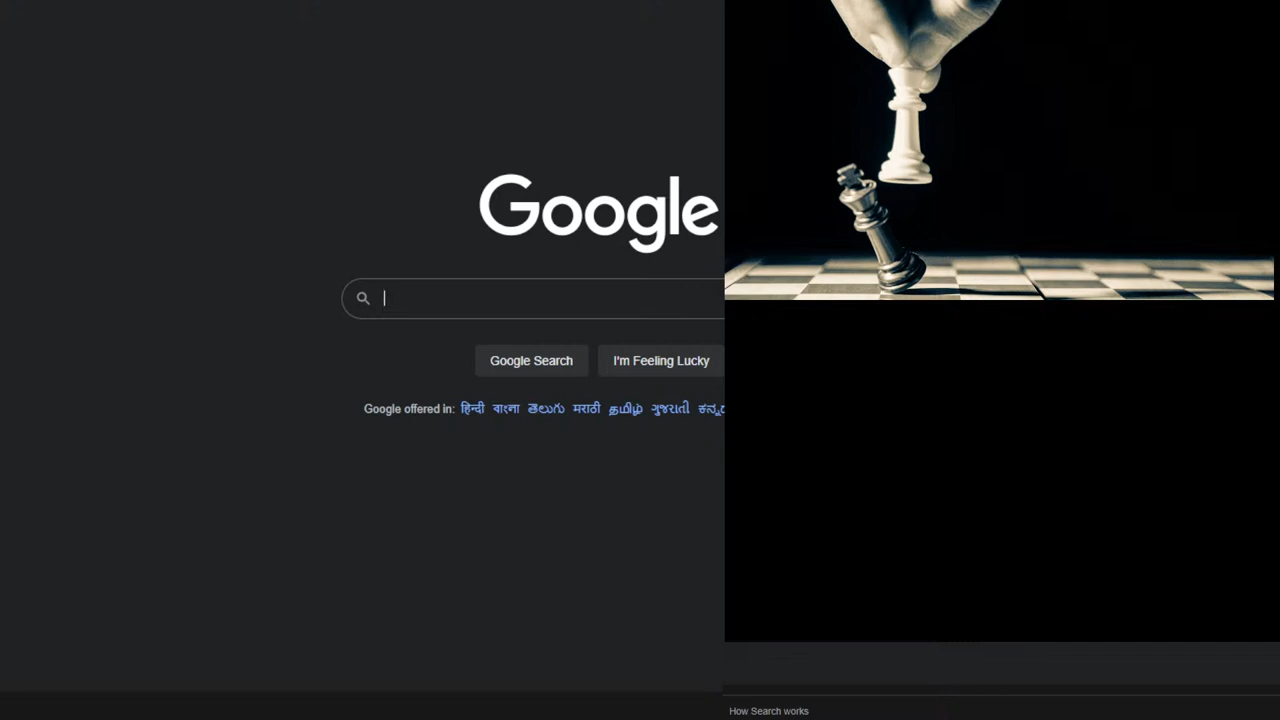 Google
Google Search
I'm Feeling Lucky
Google offered in: हिन्दी বাংলা తెలుగు मराठी தமிழ் ગુજરાતી
How Search works